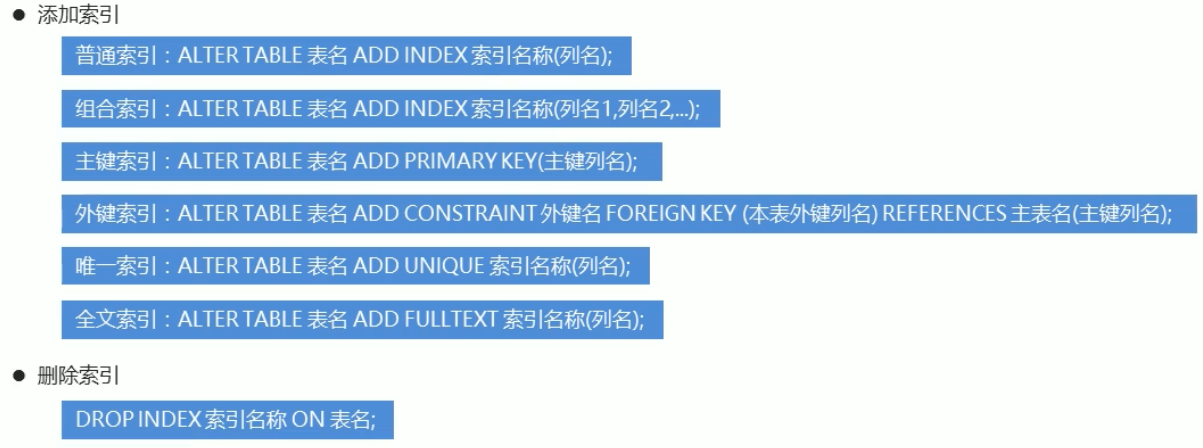 ● 添加索引
普通索引：ALTER TABLE 表名 ADD INDEX 索引名称(列名);
组合索引：ALTER TABLE 表名 ADD INDEX 索引名称(列名1,列名2,...);
主键索引：ALTER TABLE 表名 ADD PRIMARY KEY(主键列名);
外键索引：ALTER TABLE 表名 ADD CONSTRAINT 外键名 FOREIGN KEY (本表外键列名) REFERENCES 主表名(主键列名);
唯一索引：ALTER TABLE 表名 ADD UNIQUE 索引名称(列名);
全文索引：ALTER TABLE 表名 ADD FULLTEXT 索引名称(列名);
● 删除索引
DROP INDEX 索引名称 ON 表名;